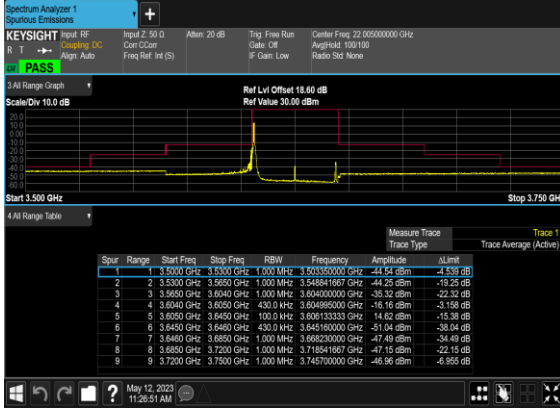 Spectrum Analyzer 1
Spurious Emissions
+
KEYSIGHT Input: RF Input Z: 50 Ω Atten: 20 dB Trig: Free Run Center Freq: 22.005000000 GHz
R T Coupling: DC Corr CCorr Gate: Off Avg|Hold: 100/100
Align: Auto Freq Ref: Int (S) IF Gain: Low Radio Std: None
LXI PASS
3 All Range Graph Ref Lvl Offset 18.60 dB
Scale/Div 10.0 dB Ref Value 30.00 dBm
20.0
10.0
0.00
-10.0
-20.0
-30.0
-40.0
-50.0
-60.0
Start 3.500 GHz Stop 3.750 GH
4 All Range Table
Measure Trace Trace 1
Trace Type Trace Average (Active)
Spur Range Start Freq Stop Freq RBW Frequency Amplitude ΔLimit
1 1 3.5000 GHz 3.5300 GHz 1.000 MHz 3.503350000 GHz -44.54 dBm -4.539 dB
2 2 3.5300 GHz 3.5650 GHz 1.000 MHz 3.548841667 GHz -44.25 dBm -19.25 dB
3 3 3.5650 GHz 3.6040 GHz 1.000 MHz 3.604000000 GHz -35.32 dBm -22.32 dB
4 4 3.6040 GHz 3.6050 GHz 430.0 kHz 3.604995000 GHz -16.16 dBm -3.158 dB
5 5 3.6050 GHz 3.6450 GHz 100.0 kHz 3.606133333 GHz 14.62 dBm -15.38 dB
6 6 3.6450 GHz 3.6460 GHz 430.0 kHz 3.645160000 GHz -51.04 dBm -38.04 dB
7 7 3.6460 GHz 3.6850 GHz 1.000 MHz 3.668230000 GHz -47.49 dBm -34.49 dB
8 8 3.6850 GHz 3.7200 GHz 1.000 MHz 3.718541667 GHz -47.15 dBm -22.15 dB
9 9 3.7200 GHz 3.7500 GHz 1.000 MHz 3.745700000 GHz -46.96 dBm -6.955 dB
? May 12, 2023
11:26:51 AM